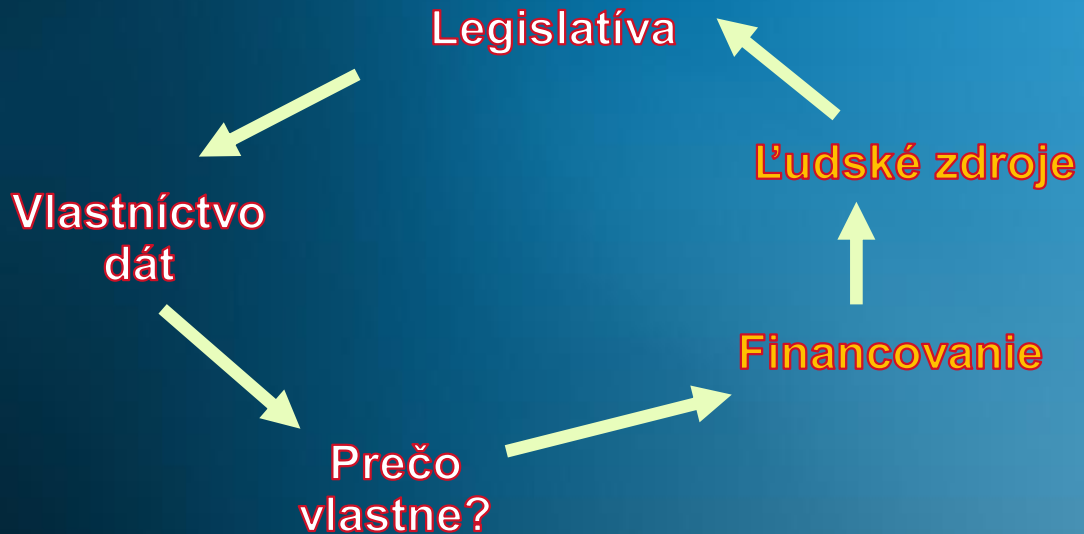 Legislatíva
Ľudské zdroje
Vlastníctvo
dát
Financovanie
Prečo
vlastne?